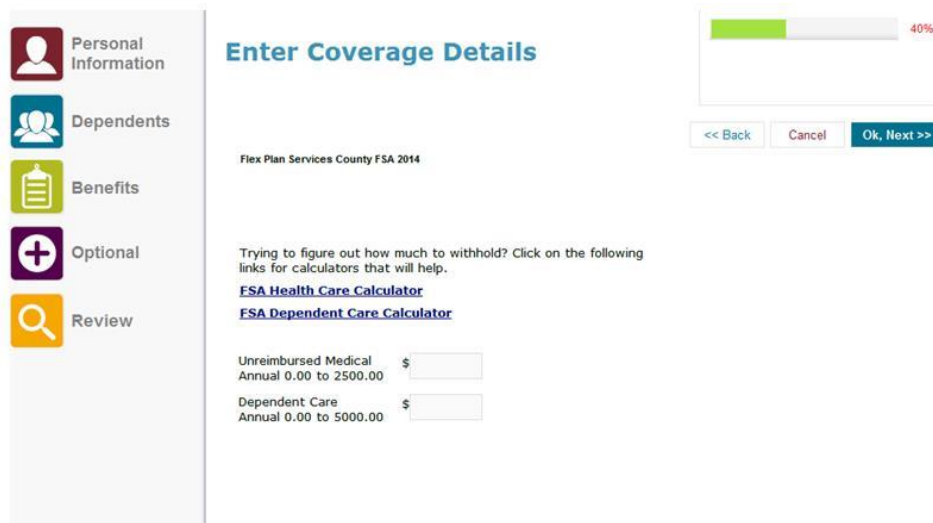 Personal
Information
Dependents
Benefits
Optional
Review
Enter Coverage Details
40%
<< Back
Cancel
Ok, Next >>
Flex Plan Services County FSA 2014
Trying to figure out how much to withhold? Click on the following
links for calculators that will help.
FSA Health Care Calculator
FSA Dependent Care Calculator
Unreimbursed Medical
Annual 0.00 to 2500.00
$
Dependent Care
Annual 0.00 to 5000.00
$